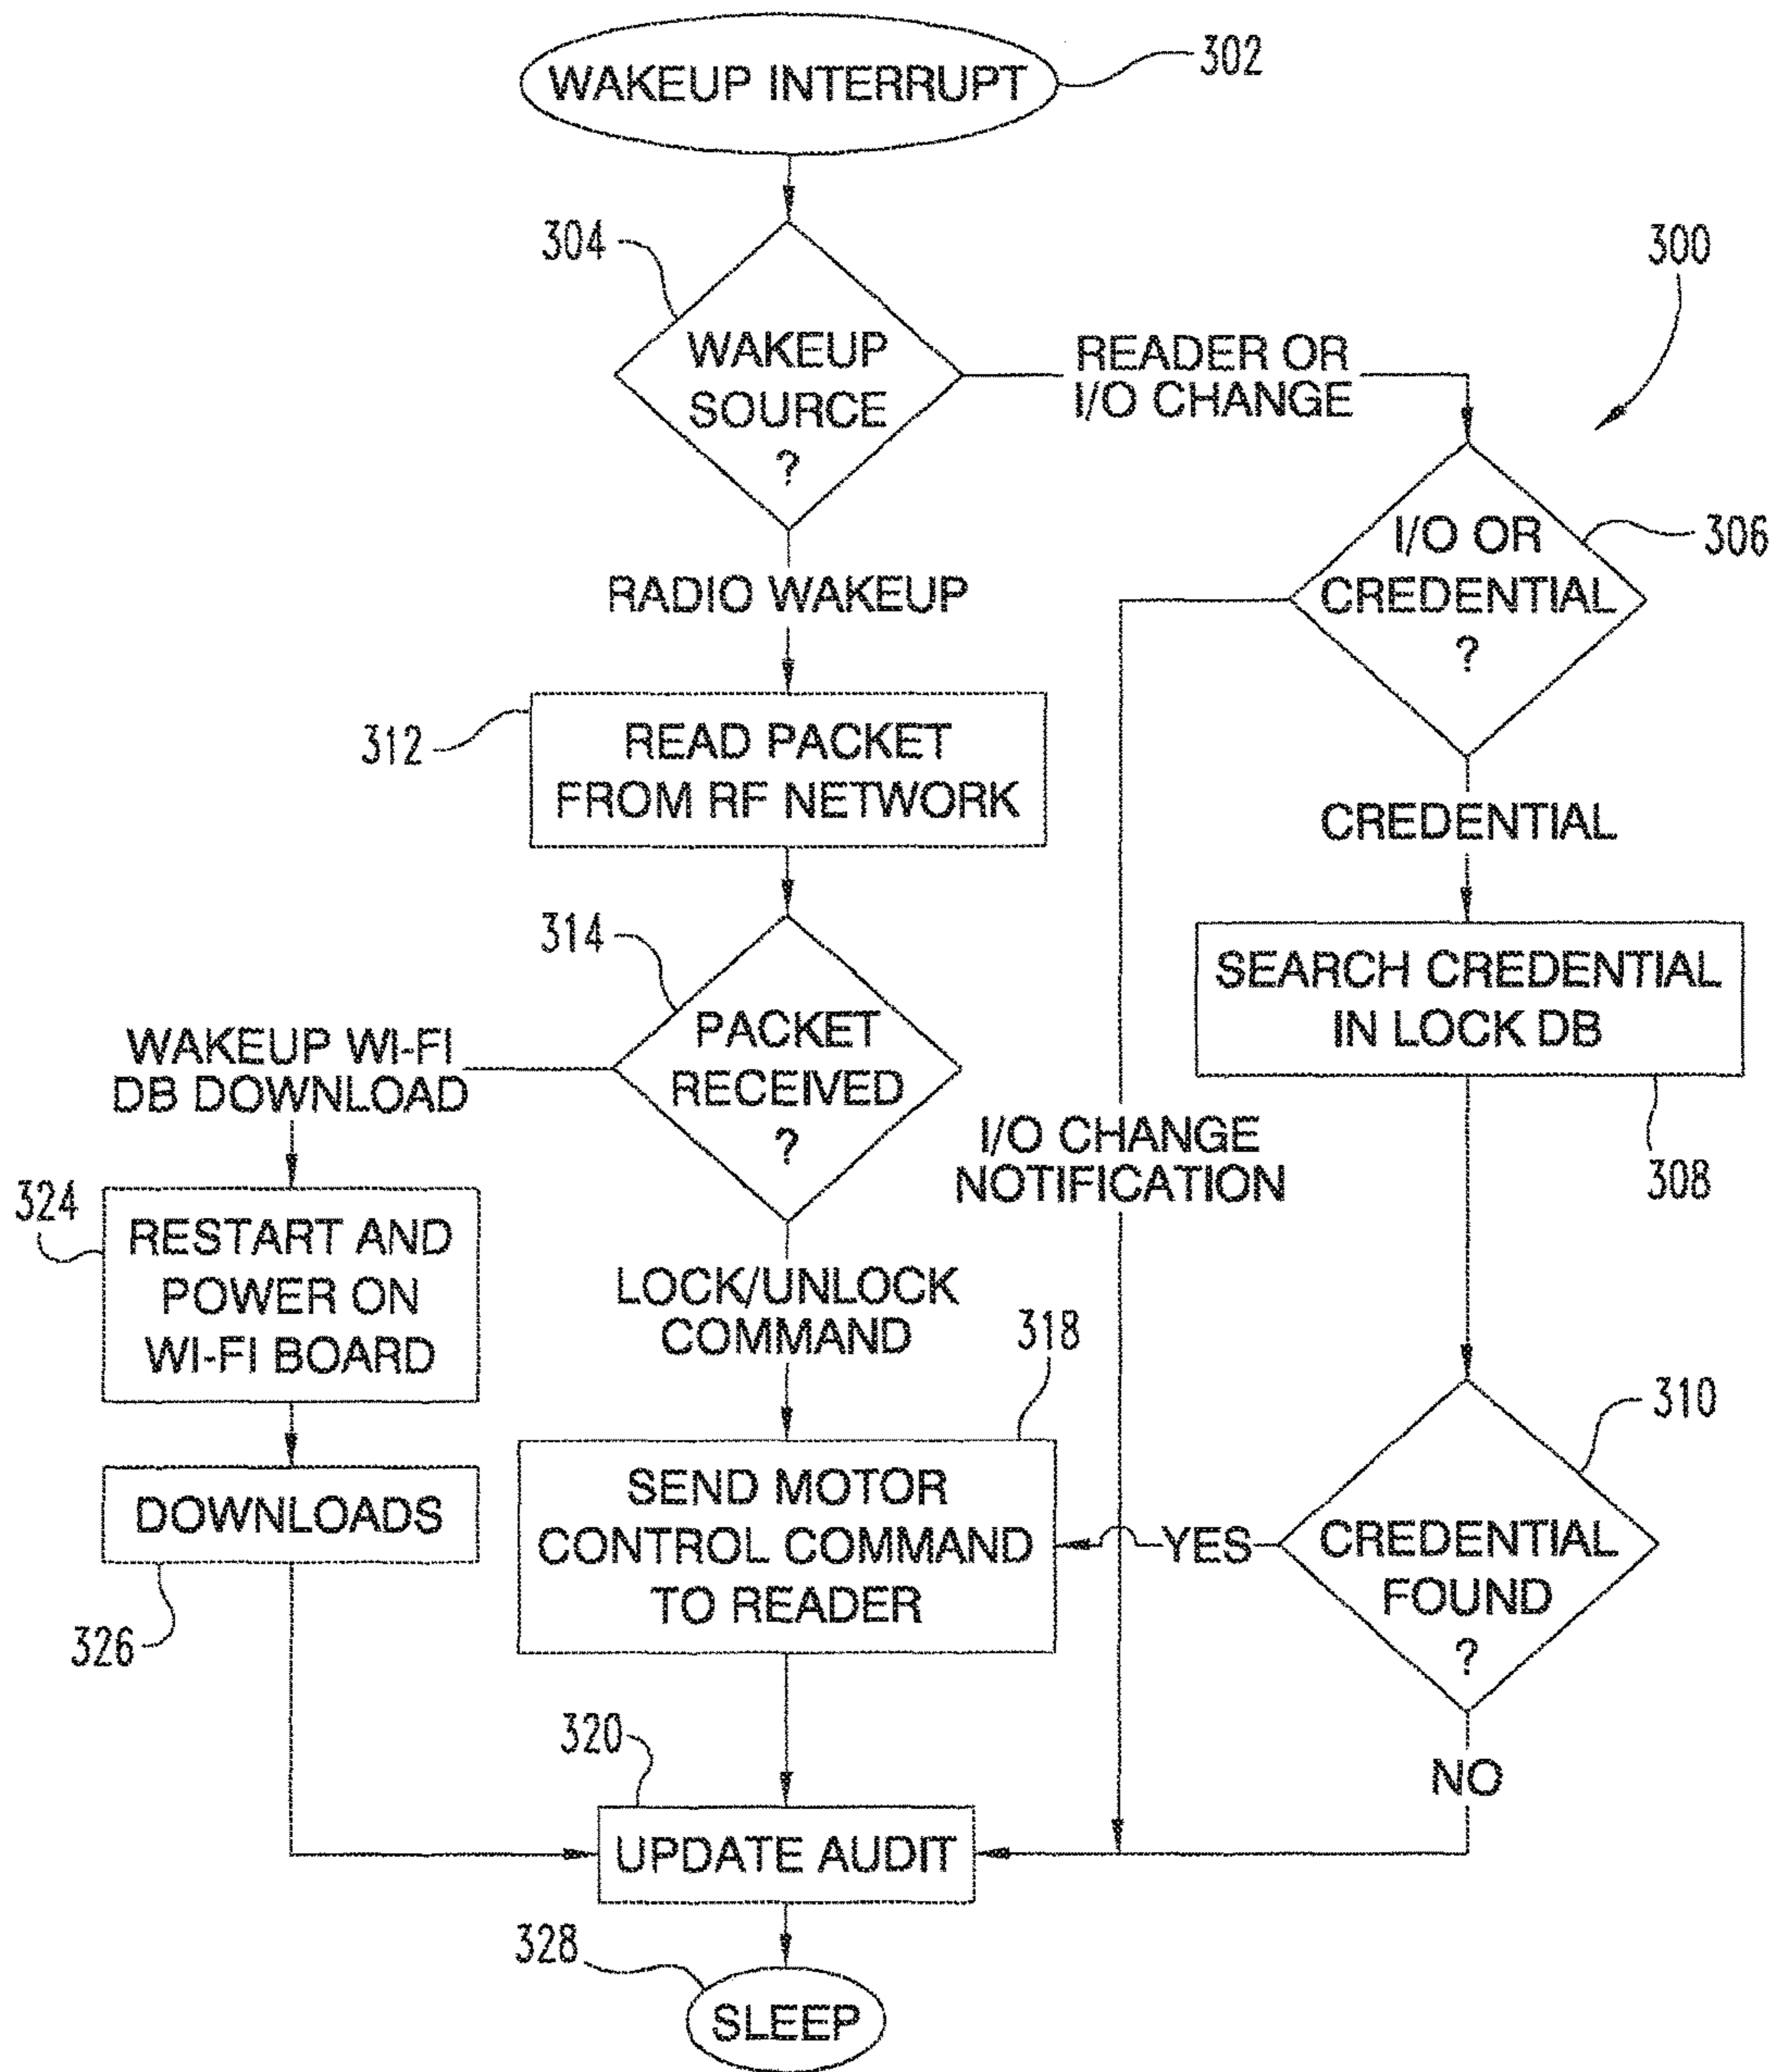 WAKEUP INTERRUPT
302
304
WAKEUP
SOURCE
?
READER OR
I/O CHANGE
300
RADIO WAKEUP
I/O OR
CREDENTIAL
?
306
312
READ PACKET
FROM RF NETWORK
CREDENTIAL
314
PACKET
RECEIVED
?
SEARCH CREDENTIAL
IN LOCK DB
308
WAKEUP WI-FI
DB DOWNLOAD
I/O CHANGE
NOTIFICATION
324
RESTART AND
POWER ON
WI-FI BOARD
LOCK/UNLOCK
COMMAND
318
310
DOWNLOADS
326
SEND MOTOR
CONTROL COMMAND
TO READER
YES
CREDENTIAL
FOUND
?
NO
320
UPDATE AUDIT
328
SLEEP